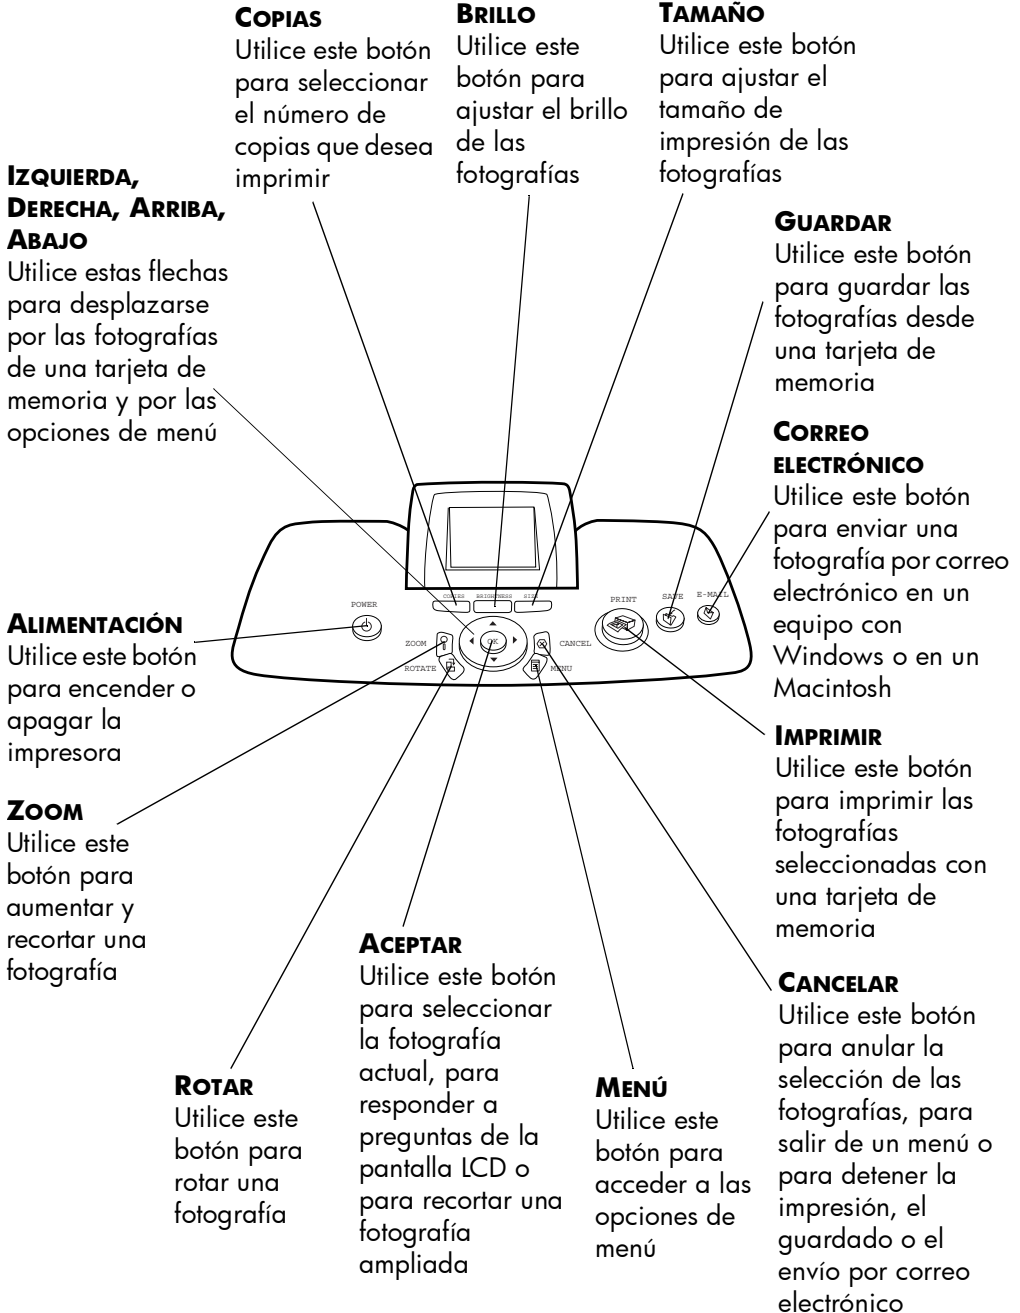 COPIAS
Utilice este botón
para seleccionar
el número de
copias que desea
imprimir
BRILLO
Utilice este
botón para
ajustar el brillo
de las
fotografías
TAMAÑO
Utilice este botón
para ajustar el
tamaño de
impresión de las
fotografías
IZQUIERDA,
DERECHA, ARRIBA,
ABAJO
Utilice estas flechas
para desplazarse
por las fotografías
de una tarjeta de
memoria y por las
opciones de menú
GUARDAR
Utilice este botón
para guardar las
fotografías desde
una tarjeta de
memoria
CORREO
ELECTRÓNICO
Utilice este botón
para enviar una
fotografía por correo
electrónico en un
equipo con
Windows o en un
Macintosh
COPIES BRIGHTNESS SIZE
POWER
PRINT SAVE E-MAIL
ZOOM OK CANCEL
ROTATE MENU
ALIMENTACIÓN
Utilice este botón
para encender o
apagar la
impresora
IMPRIMIR
Utilice este botón
para imprimir las
fotografías
seleccionadas con
una tarjeta de
memoria
ZOOM
Utilice este
botón para
aumentar y
recortar una
fotografía
ACEPTAR
Utilice este botón
para seleccionar
la fotografía
actual, para
responder a
preguntas de la
pantalla LCD o
para recortar una
fotografía
ampliada
CANCELAR
Utilice este botón
para anular la
selección de las
fotografías, para
salir de un menú o
para detener la
impresión, el
guardado o el
envío por correo
electrónico
ROTAR
Utilice este
botón para
rotar una
fotografía
MENÚ
Utilice este
botón para
acceder a las
opciones de
menú